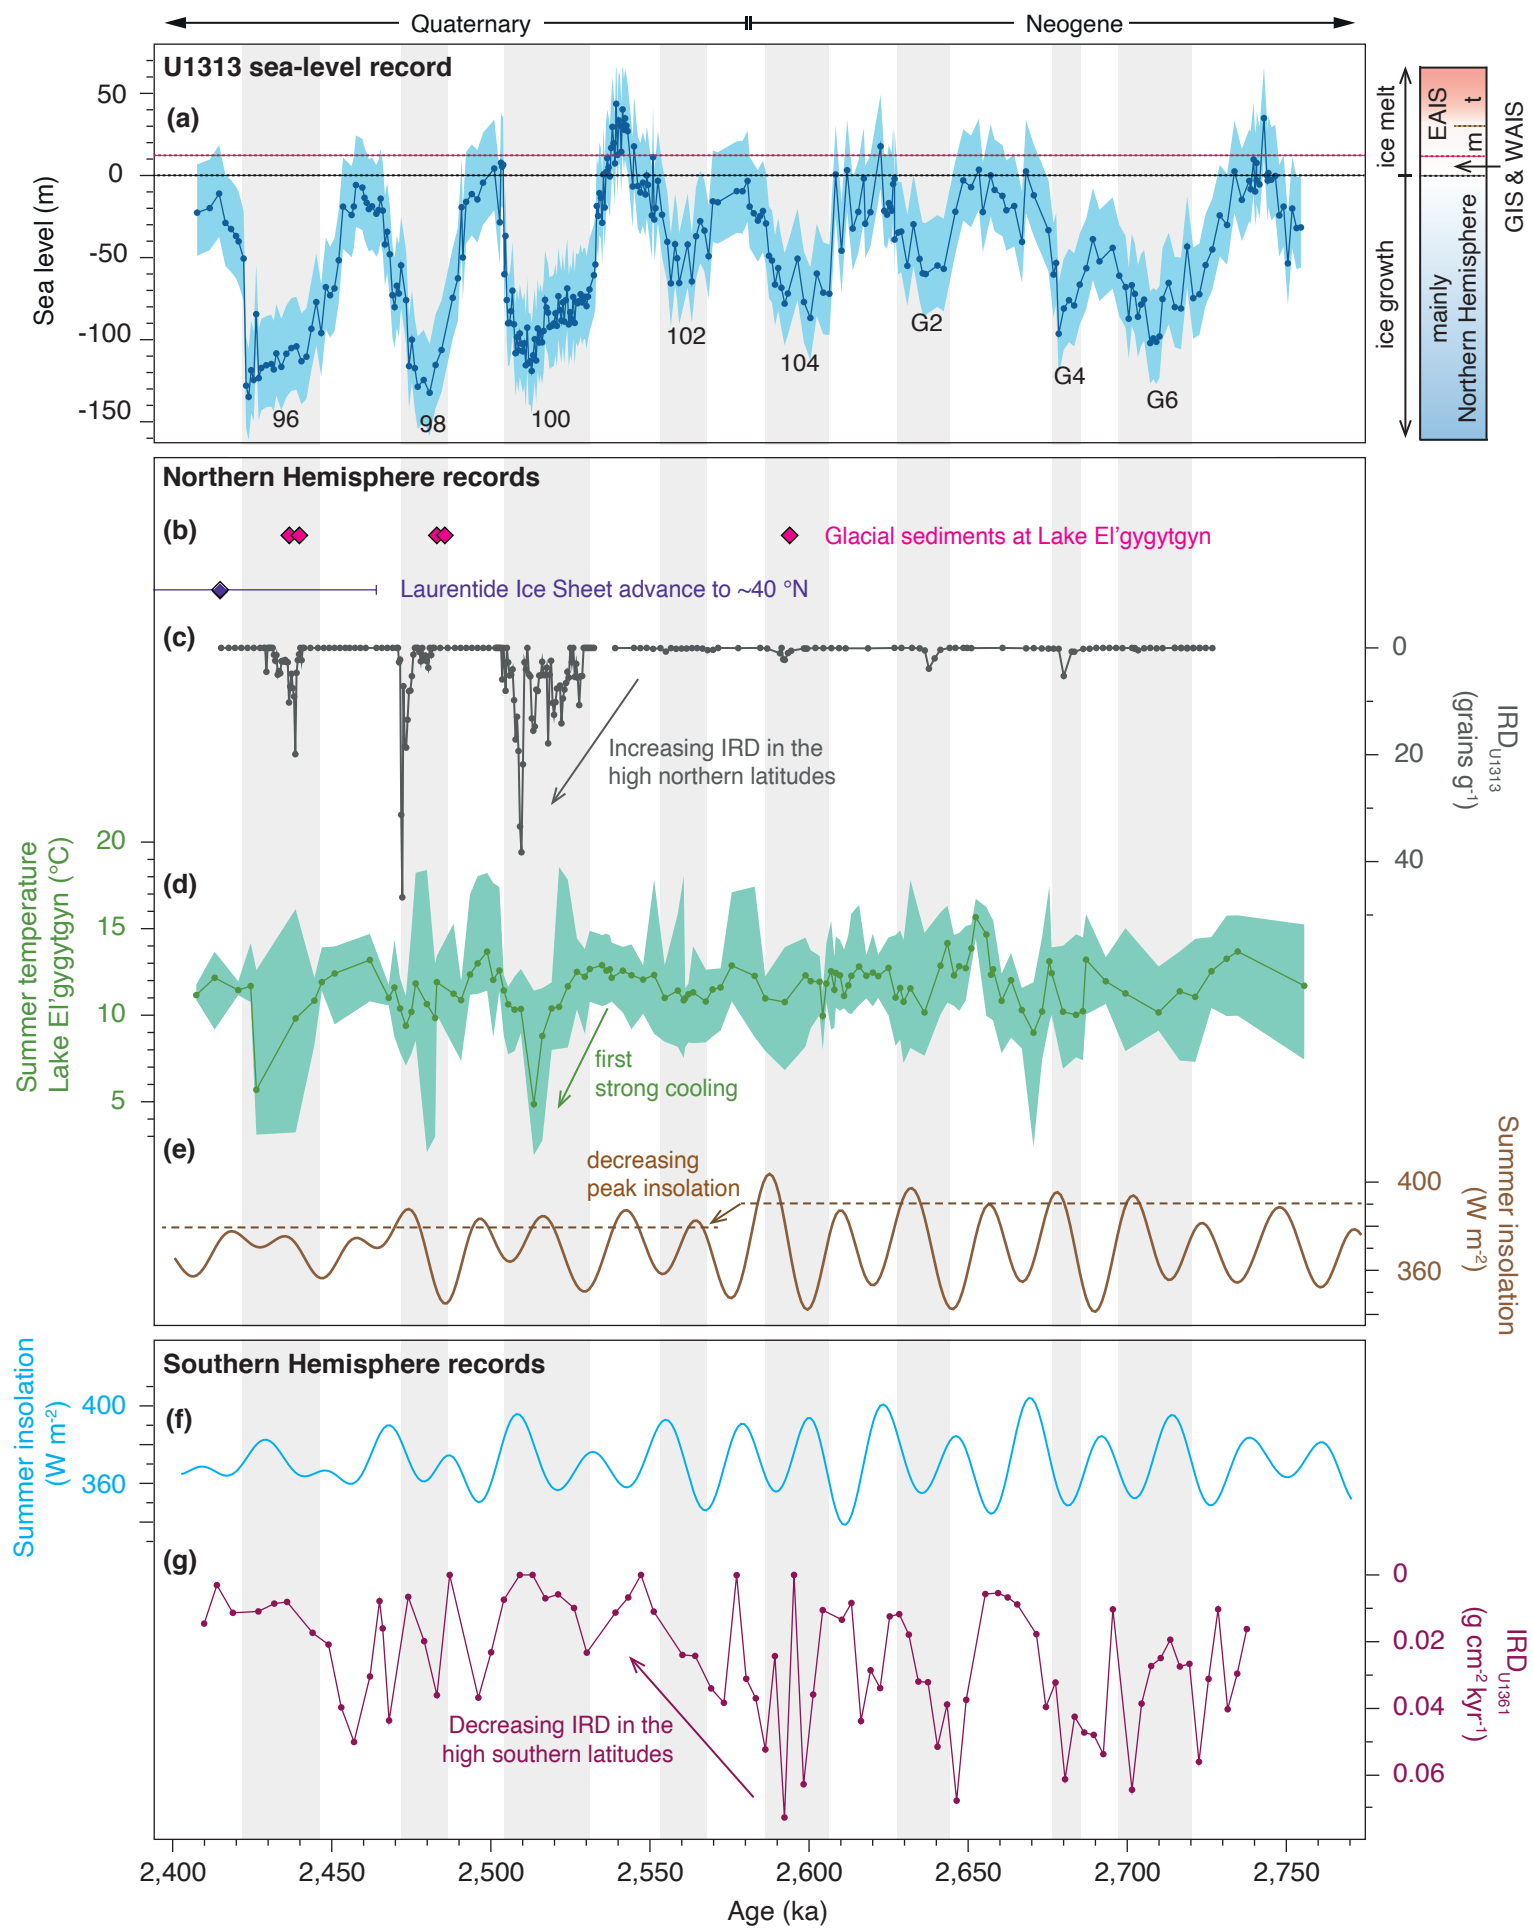 Quaternary
Neogene
U1313 sea-level record
(a)
50
0
-50
-100
-150
Sea level (m)
96
98
100
102
104
G2
G4
G6
ice melt
ice growth
EAIS
t
m
mainly
Northern Hemisphere
GIS & WAIS
Northern Hemisphere records
(b)
Glacial sediments at Lake El'gygytgyn
Laurentide Ice Sheet advance to ~40 °N
(c)
0
20
40
IRD U1313
(grains g-1)
Increasing IRD in the
high northern latitudes
(d)
20
15
10
5
Summer temperature
Lake El'gygytgyn (°C)
first
strong cooling
(e)
decreasing
peak insolation
400
360
Summer insolation
(W m-2)
Southern Hemisphere records
(f)
400
360
Summer insolation
(W m-2)
(g)
0
0.02
0.04
0.06
IRD U1361
(g cm-2 kyr-1)
Decreasing IRD in the
high southern latitudes
2,400
2,450
2,500
2,550
2,600
2,650
2,700
2,750
Age (ka)